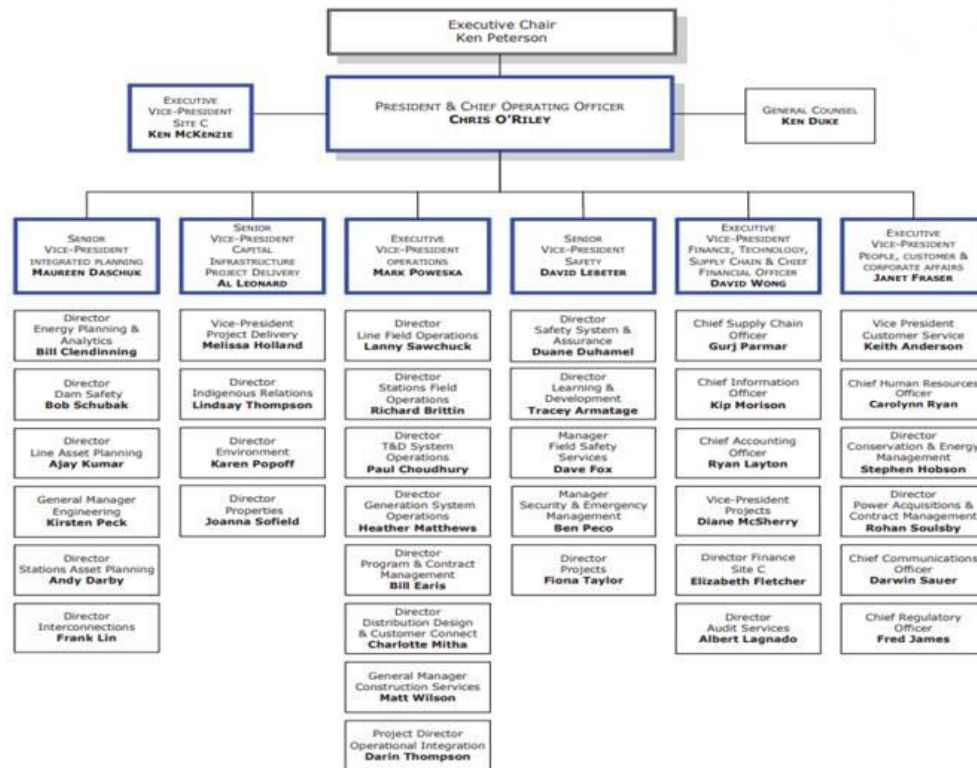 Executive Chair
Ken Peterson
EXECUTIVE
VICE-PRESIDENT
SITE C
KEN MCKENZIE
PRESIDENT & CHIEF OPERATING OFFICER
CHRIS O'RILEY
GENERAL COUNSEL
KEN DUKE
SENIOR
VICE-PRESIDENT
INTEGRATED PLANNING
MAUREEN DASCHUK
SENIOR
VICE-PRESIDENT
CAPITAL
INFRASTRUCTURE
PROJECT DELIVERY
AL LEONARD
EXECUTIVE
VICE-PRESIDENT
OPERATIONS
MARK POWESKA
SENIOR
VICE-PRESIDENT
SAFETY
DAVID LEBETER
EXECUTIVE
VICE-PRESIDENT
FINANCE, TECHNOLOGY,
SUPPLY CHAIN & CHIEF
FINANCIAL OFFICER
DAVID WONG
EXECUTIVE
VICE-PRESIDENT
PEOPLE, CUSTOMER &
CORPORATE AFFAIRS
JANET FRASER
Director
Energy Planning &
Analytics
Bill Clendinning
Director
Dam Safety
Bob Schubak
Director
Line Asset Planning
Ajay Kumar
General Manager
Engineering
Kirsten Peck
Director
Stations Asset Planning
Andy Darby
Director
Interconnections
Frank Lin
Vice-President
Project Delivery
Melissa Holland
Director
Indigenous Relations
Lindsay Thompson
Director
Environment
Karen Popoff
Director
Properties
Joanna Sofield
Director
Line Field Operations
Lanny Sawchuck
Director
Stations Field
Operations
Richard Brittin
Director
T&D System
Operations
Paul Choudhury
Director
Generation System
Operations
Heather Matthews
Director
Program & Contract
Management
Bill Earis
Director
Distribution Design
& Customer Connect
Charlotte Mitha
General Manager
Construction Services
Matt Wilson
Project Director
Operational Integration
Darin Thompson
Director
Safety System &
Assurance
Duane Duhamel
Director
Learning &
Development
Tracey Armatage
Manager
Field Safety
Services
Dave Fox
Manager
Security & Emergency
Management
Ben Peco
Director
Projects
Fiona Taylor
Chief Supply Chain
Officer
Gurj Parmar
Chief Information
Officer
Kip Morison
Chief Accounting
Officer
Ryan Layton
Vice-President
Projects
Diane McSherry
Director Finance
Site C
Elizabeth Fletcher
Director
Audit Services
Albert Lagnado
Vice President
Customer Service
Keith Anderson
Chief Human Resources
Officer
Carolynn Ryan
Director
Conservation & Energy
Management
Stephen Hobson
Director
Power Acquisitions &
Contract Management
Rohan Soulsby
Chief Communications
Officer
Darwin Sauer
Chief Regulatory
Officer
Fred James